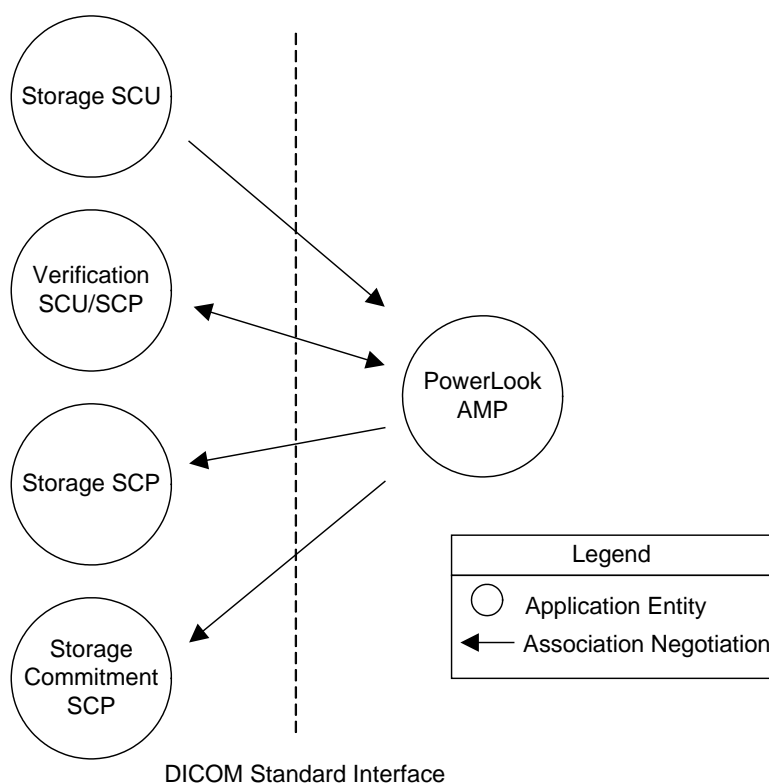 Storage SCU
Verification
SCU/SCP
PowerLook
AMP
Storage SCP
Storage
Commitment
SCP
Legend
Application Entity
Association Negotiation
DICOM Standard Interface